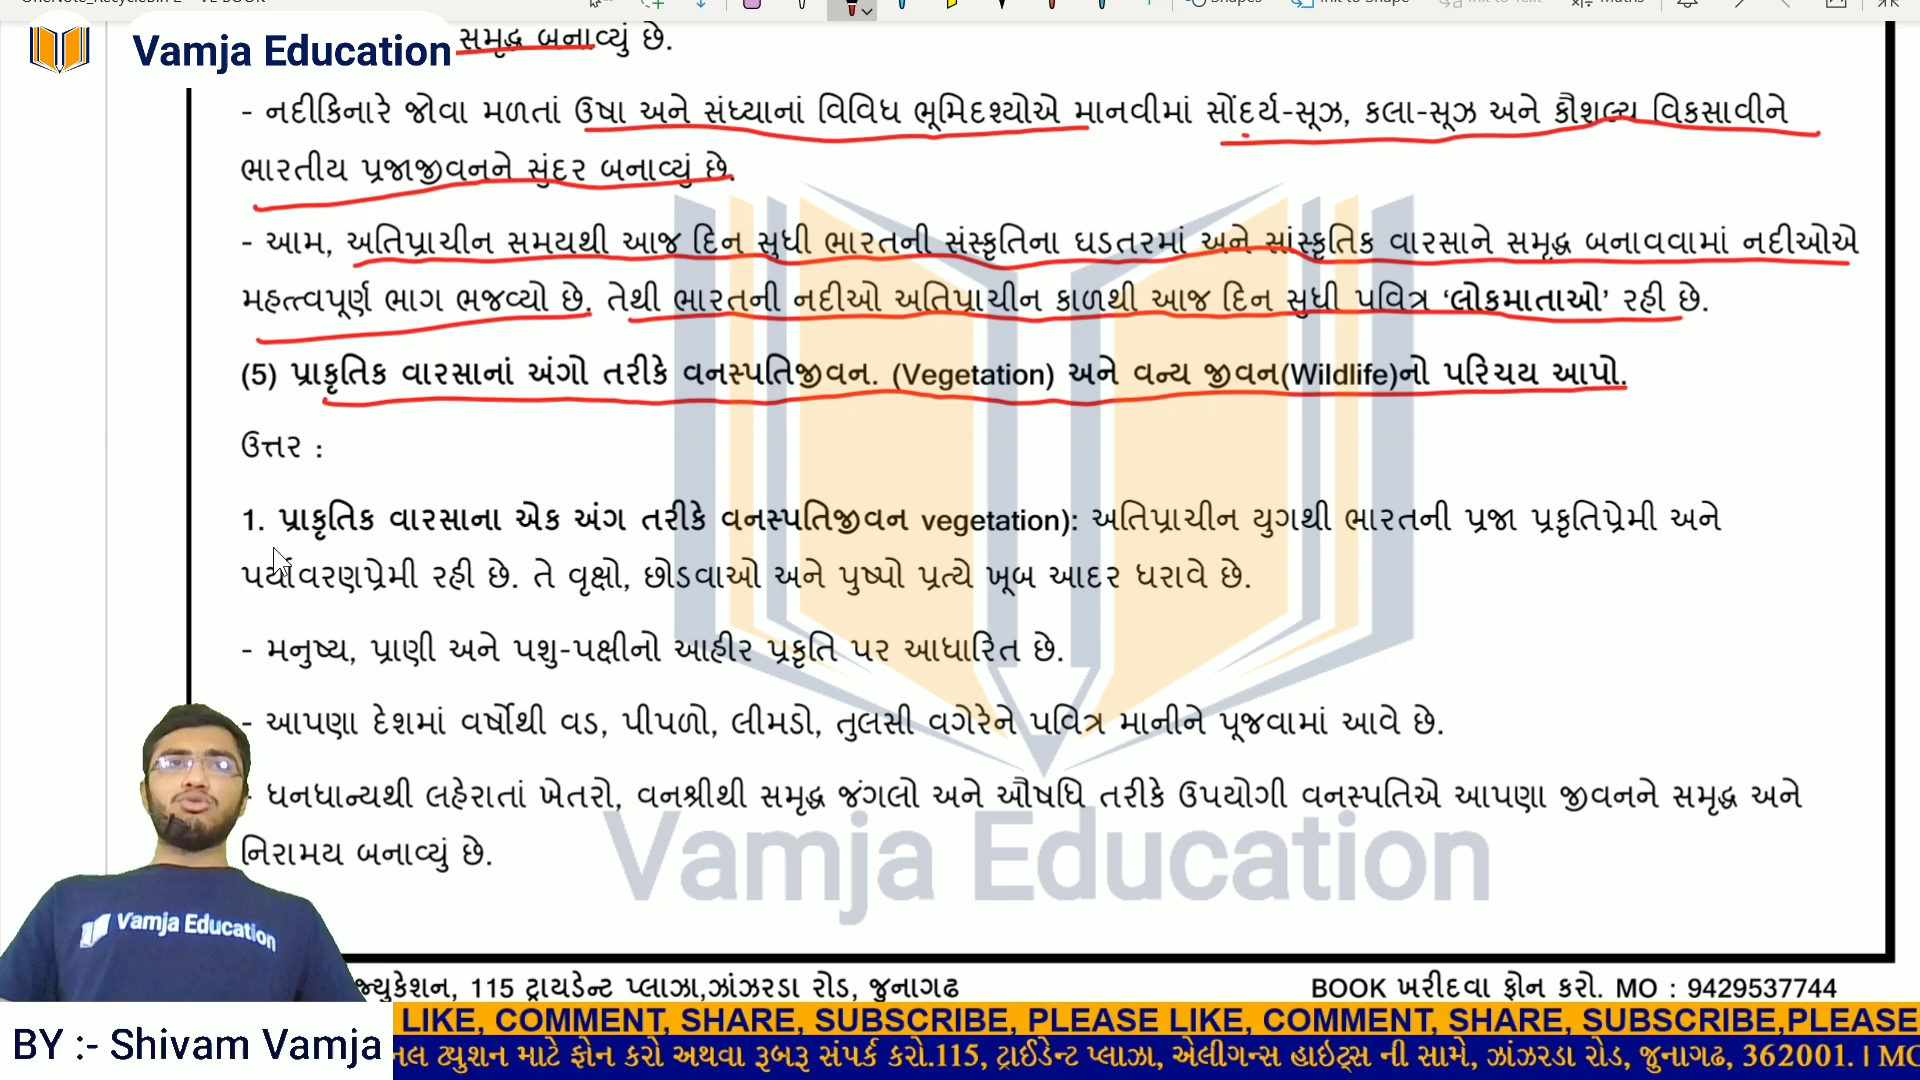 Vamja Education
સમૃદ્ધ બનાવ્યું છે.
- નદીકિનારે જોવા મળતાં ઉષા અને સંધ્યાનાં વિવિધ ભૂમિદશ્યોએ માનવીમાં સોંદર્ય-સૂઝ, કલા-સૂઝ અને કૌશલ્ય વિકસાવીને
ભારતીય પ્રજાજીવનને સુંદર બનાવ્યું છે.
- આમ, અતિપ્રાચીન સમયથી આજ દિન સુધી ભારતની સંસ્કૃતિના ઘડતરમાં અને સાંસ્કૃતિક વારસાને સમૃદ્ધ બનાવવામાં નદીઓએ
મહત્ત્વપૂર્ણ ભાગ ભજવ્યો છે. તેથી ભારતની નદીઓ અતિપ્રાચીન કાળથી આજ દિન સુધી પવિત્ર ‘લોકમાતાઓ’ રહી છે.
(5) પ્રાકૃતિક વારસાનાં અંગો તરીકે વનસ્પતિજીવન. (Vegetation) અને વન્ય જીવન(Wildlife)નો પરિચય આપો.
ઉત્તર :
1. પ્રાકૃતિક વારસાના એક અંગ તરીકે વનસ્પતિજીવન vegetation): અતિપ્રાચીન યુગથી ભારતની પ્રજા પ્રકૃતિપ્રેમી અને
પર્યાવરણપ્રેમી રહી છે. તે વૃક્ષો, છોડવાઓ અને પુષ્પો પ્રત્યે ખૂબ આદર ધરાવે છે.
- મનુષ્ય, પ્રાણી અને પશુ-પક્ષીનો આહીર પ્રકૃતિ પર આધારિત છે.
- આપણા દેશમાં વર્ષોથી વડ, પીપળો, લીમડો, તુલસી વગેરેને પવિત્ર માનીને પૂજવામાં આવે છે.
- ધનધાન્યથી લહેરાતાં ખેતરો, વનશ્રીથી સમૃદ્ધ જંગલો અને ઔષધિ તરીકે ઉપયોગી વનસ્પતિએ આપણા જીવનને સમૃદ્ધ અને
નિરામય બનાવ્યું છે.
Vamja Education
Vamja Education
જ્યુકેશન, 115 ટ્રાયડેન્ટ પ્લાઝા,ઝાંઝરડા રોડ, જુનાગઢ BOOK ખરીદવા ફોન કરો. MO : 9429537744
LIKE, COMMENT, SHARE, SUBSCRIBE, PLEASE LIKE, COMMENT, SHARE, SUBSCRIBE,PLEASE
BY :- Shivam Vamja
નલ ટ્યુશન માટે ફોન કરો અથવા રૂબરૂ સંપર્ક કરો.115, ટ્રાઈડેન્ટ પ્લાઝા, એલીગન્સ હાઇટ્સ ની સામે, ઝાંઝરડા રોડ, જુનાગઢ, 362001. | MO